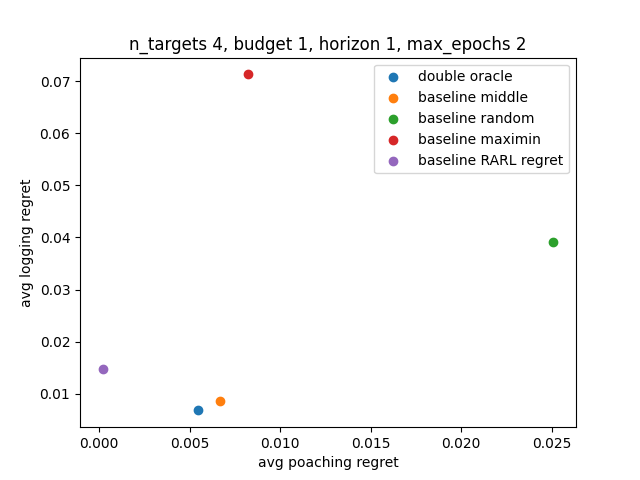 n_targets 4, budget 1, horizon 1, max_epochs 2
double oracle
baseline middle
baseline random
baseline maximin
baseline RARL regret
avg logging regret
0.07
0.06
0.05
0.04
0.03
0.02
0.01
0.000 0.005 0.010 0.015 0.020 0.025
avg poaching regret